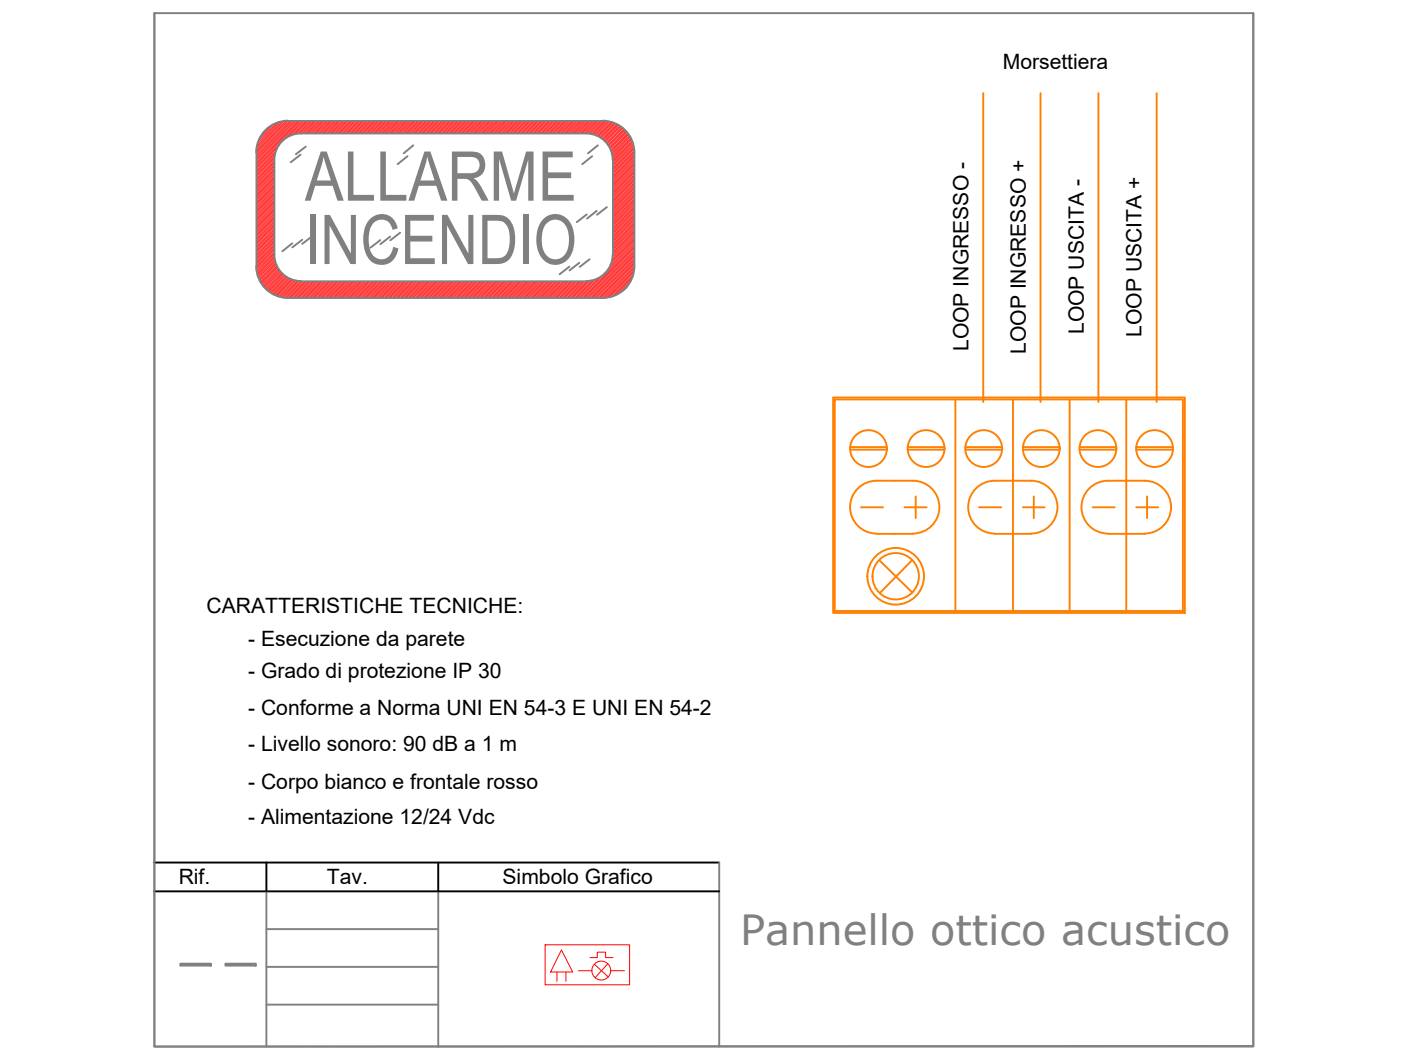 Morsettiera
ALLARME
INCENDIO
LOOP INGRESSO -
LOOP INGRESSO +
LOOP USCITA -
LOOP USCITA +
- +
- +
- +
CARATTERISTICHE TECNICHE:
- Esecuzione da parete
- Grado di protezione IP 30
- Conforme a Norma UNI EN 54-3 E UNI EN 54-2
- Livello sonoro: 90 dB a 1 m
- Corpo bianco e frontale rosso
- Alimentazione 12/24 Vdc
Rif. Tav. Simbolo Grafico
— —
Pannello ottico acustico